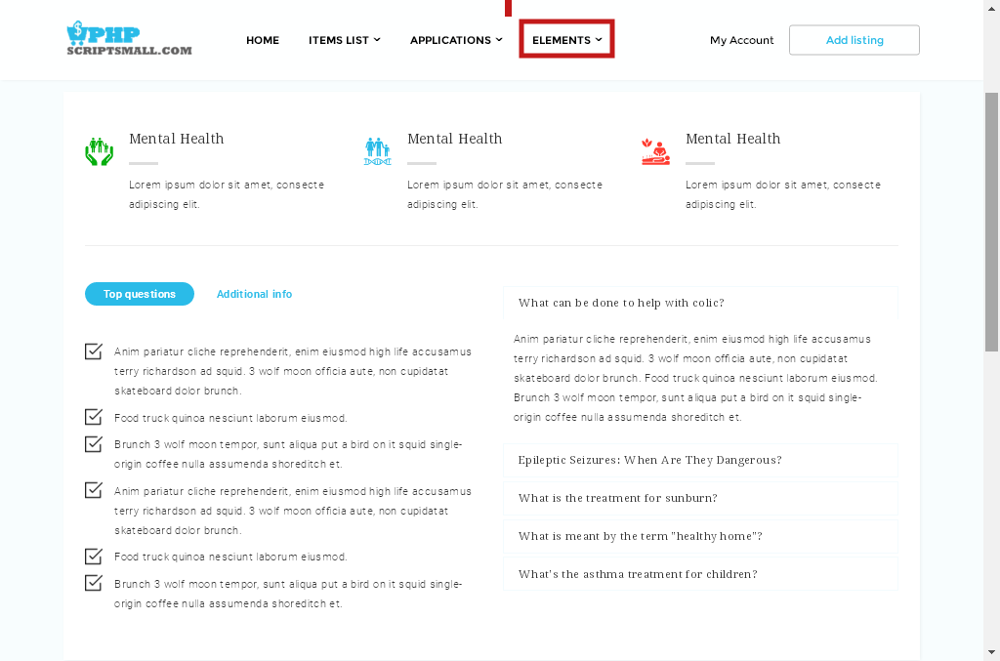 PHP
SCRIPTSMALL.COM
HOME ITEMS LIST APPLICATIONS ELEMENTS My Account Add listing
Mental Health Mental Health Mental Health
Lorem ipsum dolor sit amet, consecte
adipiscing elit.
Lorem ipsum dolor sit amet, consecte
adipiscing elit.
Lorem ipsum dolor sit amet, consecte
adipiscing elit.
Top questions Additional info
Anim pariatur cliche reprehenderit, enim eiusmod high life accusamus
terry richardson ad squid. 3 wolf moon officia aute, non cupidatat
skateboard dolor brunch.
Food truck quinoa nesciunt laborum eiusmod.
Brunch 3 wolf moon tempor, sunt aliqua put a bird on it squid single-
origin coffee nulla assumenda shoreditch et.
Anim pariatur cliche reprehenderit, enim eiusmod high life accusamus
terry richardson ad squid. 3 wolf moon officia aute, non cupidatat
skateboard dolor brunch.
Food truck quinoa nesciunt laborum eiusmod.
Brunch 3 wolf moon tempor, sunt aliqua put a bird on it squid single-
origin coffee nulla assumenda shoreditch et.
What can be done to help with colic?
Anim pariatur cliche reprehenderit, enim eiusmod high life accusamus
terry richardson ad squid. 3 wolf moon officia aute, non cupidatat
skateboard dolor brunch. Food truck quinoa nesciunt laborum eiusmod.
Brunch 3 wolf moon tempor, sunt aliqua put a bird on it squid single-
origin coffee nulla assumenda shoreditch et.
Epileptic Seizures: When Are They Dangerous?
What is the treatment for sunburn?
What is meant by the term "healthy home"?
What's the asthma treatment for children?